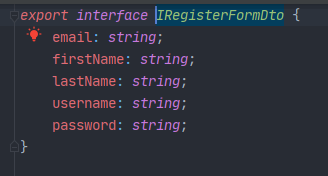 export interface IRegisterFormDto {
    email: string;
    firstName: string;
    lastName: string;
    username: string;
    password: string;
}